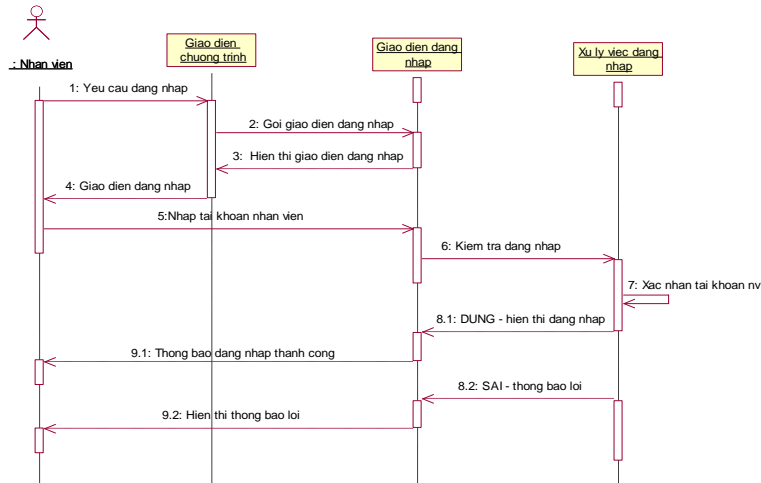 : Nhan vien
Giao dien
chuong trinh
Giao dien dang
nhap
Xu ly viec dang
nhap
1: Yeu cau dang nhap
2: Goi giao dien dang nhap
3:  Hien thi giao dien dang nhap
4: Giao dien dang nhap
5:Nhap tai khoan nhan vien
6: Kiem tra dang nhap
7: Xac nhan tai khoan nv
8.1: DUNG - hien thi dang nhap
9.1: Thong bao dang nhap thanh cong
8.2: SAI - thong bao loi
9.2: Hien thi thong bao loi